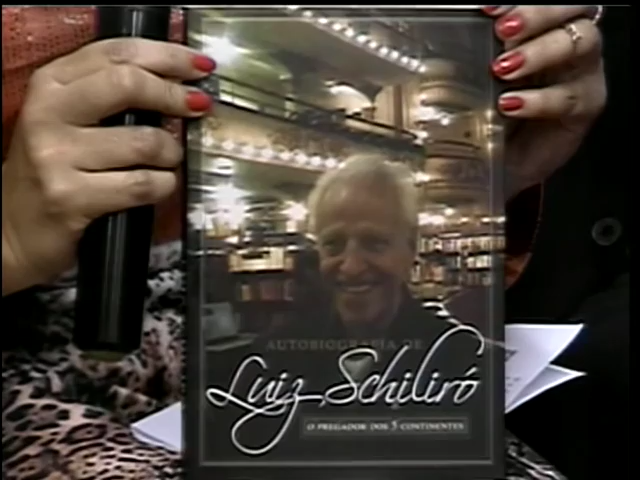 AUTOBIOGRAFIA DE
Luiz Schiliró
O PREGADOR DOS 5 CONTINENTES